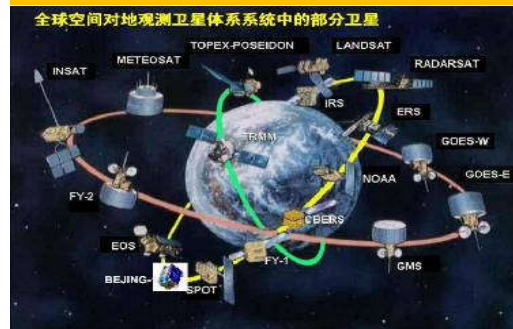 全球空间对地观测卫星体系系统中的部分卫星
TOPEX-POSEIDON
LANDSAT
METEOSAT
RADARSAT
INSAT
IRS
ERS
TRMM
GOES-W
NOAA
GOES-E
FY-2
CBERS
EOS
FY-1
GMS
BEJING-
SPOT